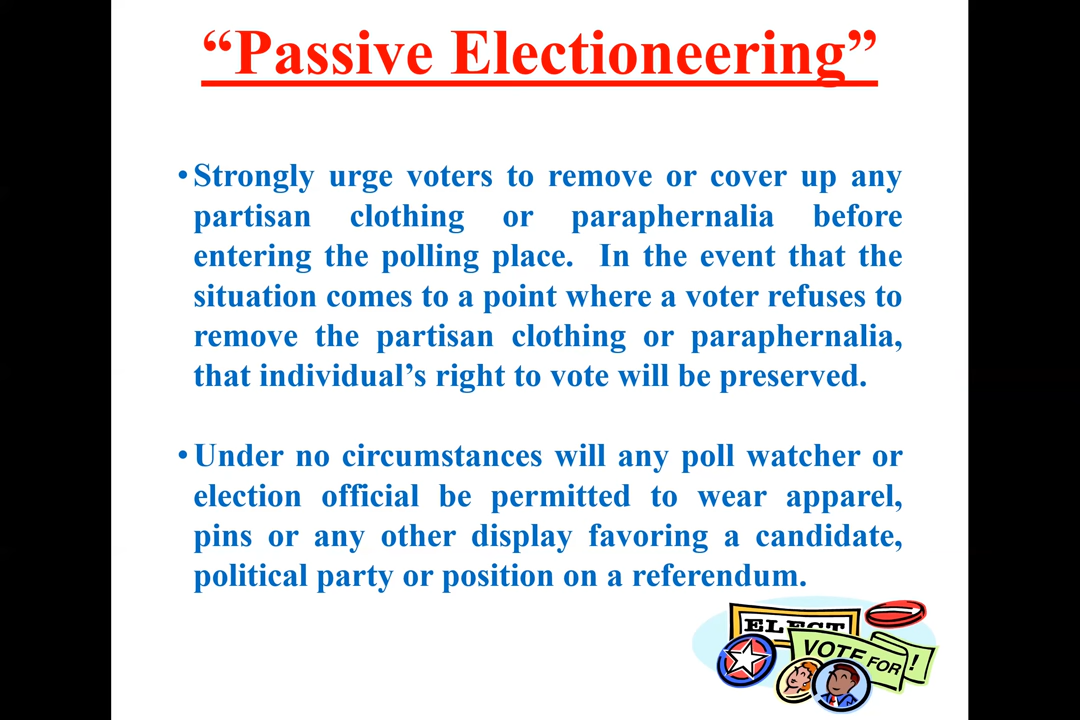 “Passive Electioneering”
• Strongly urge voters to remove or cover up any
partisan clothing or paraphernalia before
entering the polling place. In the event that the
situation comes to a point where a voter refuses to
remove the partisan clothing or paraphernalia,
that individual’s right to vote will be preserved.
• Under no circumstances will any poll watcher or
election official be permitted to wear apparel,
pins or any other display favoring a candidate,
political party or position on a referendum.
ELECT
VOTE FOR !